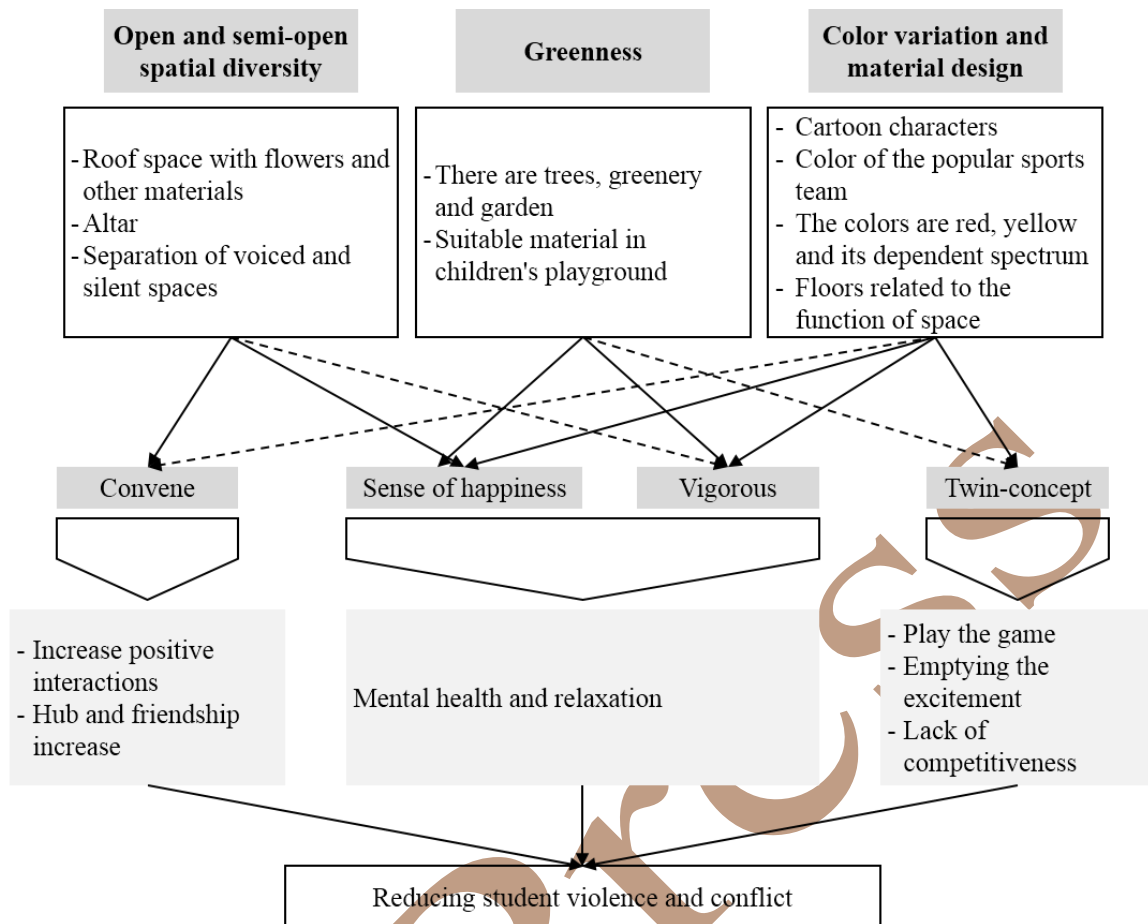 Open and semi-open
spatial diversity
Greenness
Color variation and
material design
-Roof space with flowers and
other materials
-Altar
-Separation of voiced and
silent spaces
-There are trees, greenery
and garden
-Suitable material in
children's playground
- Cartoon characters
- Color of the popular sports
team
- The colors are red, yellow
and its dependent spectrum
- Floors related to the
function of space
Convene
Sense of happiness
Vigorous
Twin-concept
- Increase positive
interactions
- Hub and friendship
increase
Mental health and relaxation
- Play the game
- Emptying the
excitement
- Lack of
competitiveness
Reducing student violence and conflict